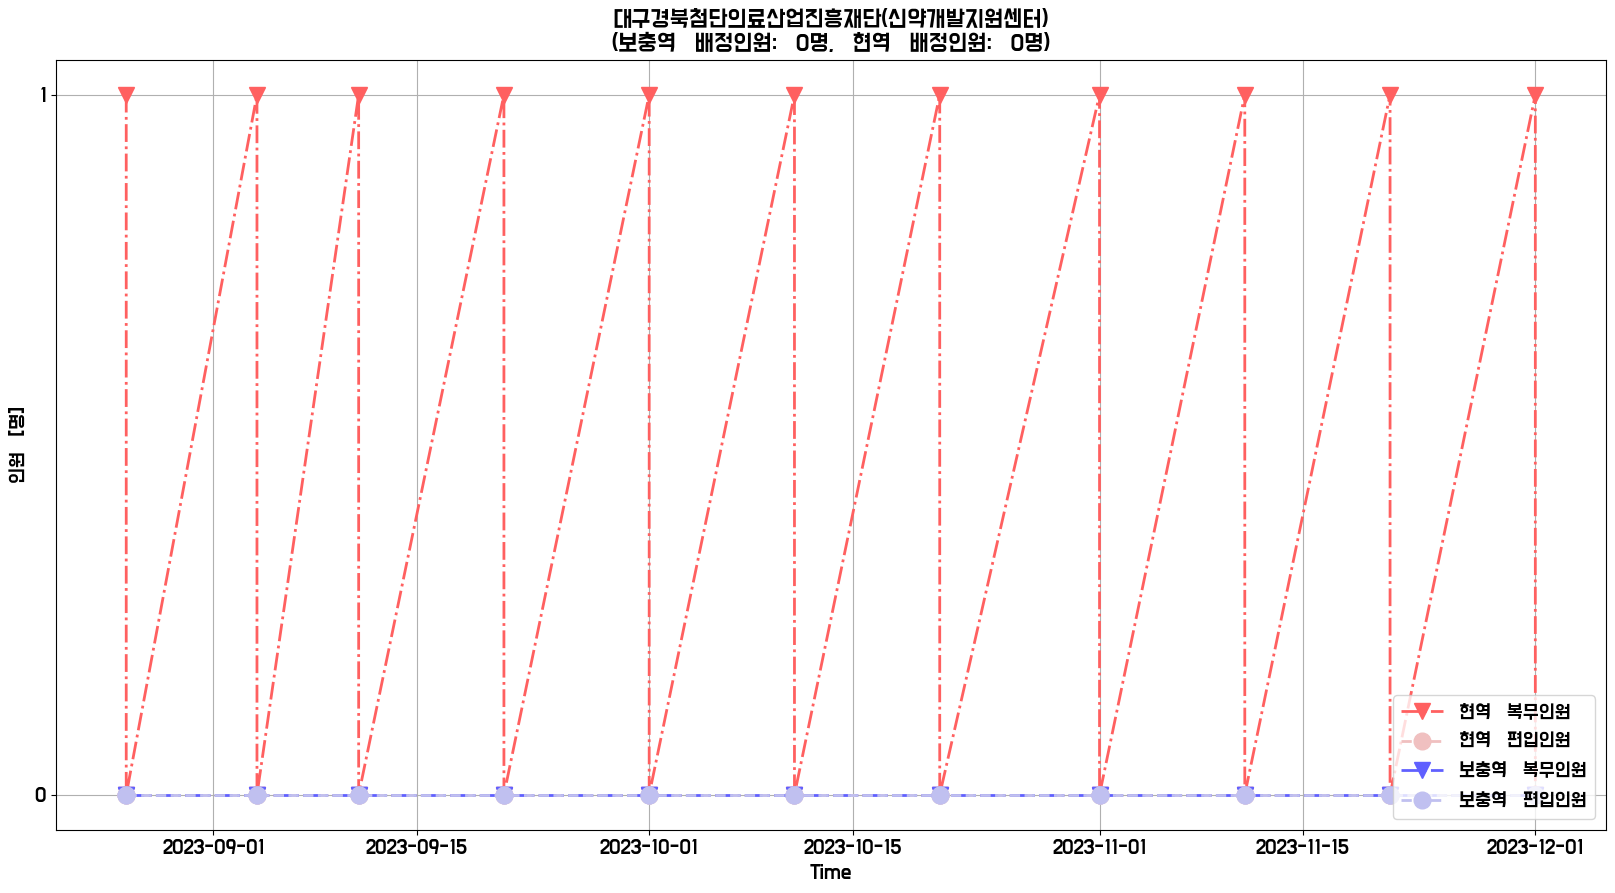 대구경북첨단의료산업진흥재단(신약개발지원센터)
(보충역 배정인원: 0명, 현역 배정인원: 0명)
인원 [명]
1
0
2023-09-01 2023-09-15 2023-10-01 2023-10-15 2023-11-01 2023-11-15 2023-12-01
Time
현역 복무인원
현역 편입인원
보충역 복무인원
보충역 편입인원